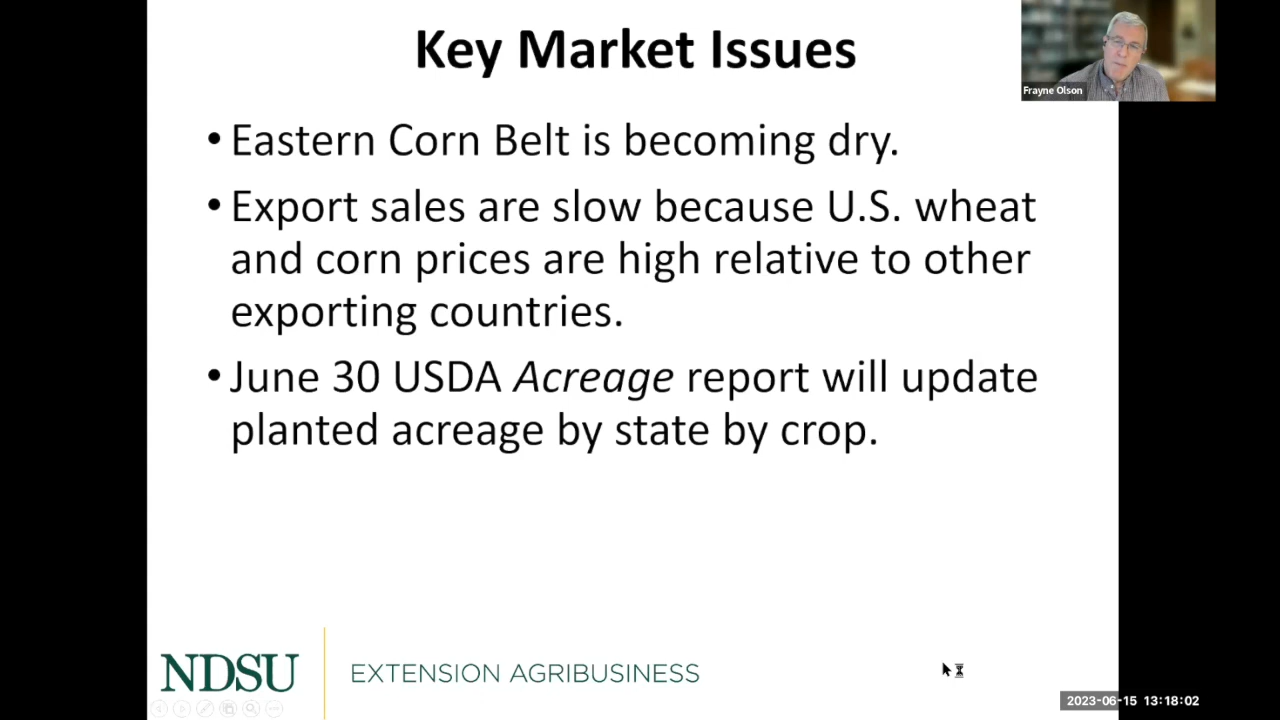 Key Market Issues
Frayne Olson
• Eastern Corn Belt is becoming dry.
• Export sales are slow because U.S. wheat
and corn prices are high relative to other
exporting countries.
• June 30 USDA Acreage report will update
planted acreage by state by crop.
NDSU
EXTENSION AGRIBUSINESS
2023-06-15 13:18:02